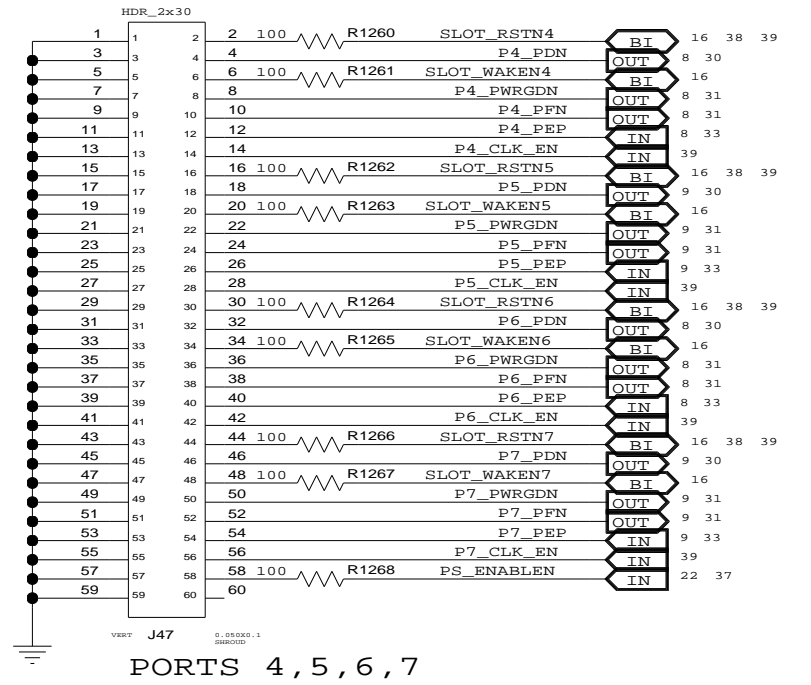 HDR_2x30
1 1 2 2 100 R1260 SLOT_RSTN4 BI 16 38 39
3 3 4 4 P4_PDN OUT 8 30
5 5 6 6 100 R1261 SLOT_WAKEN4 BI 16
7 7 8 8 P4_PWRGDN OUT 8 31
9 9 10 10 P4_PFN OUT 8 31
11 11 12 12 P4_PEP IN 8 33
13 13 14 14 P4_CLK_EN IN 39
15 15 16 16 100 R1262 SLOT_RSTN5 BI 16 38 39
17 17 18 18 P5_PDN OUT 9 30
19 19 20 20 100 R1263 SLOT_WAKEN5 BI 16
21 21 22 22 P5_PWRGDN OUT 9 31
23 23 24 24 P5_PFN OUT 9 31
25 25 26 26 P5_PEP IN 9 33
27 27 28 28 P5_CLK_EN IN 39
29 29 30 30 100 R1264 SLOT_RSTN6 BI 16 38 39
31 31 32 32 P6_PDN OUT 8 30
33 33 34 34 100 R1265 SLOT_WAKEN6 BI 16
35 35 36 36 P6_PWRGDN OUT 8 31
37 37 38 38 P6_PFN OUT 8 31
39 39 40 40 P6_PEP IN 8 33
41 41 42 42 P6_CLK_EN IN 39
43 43 44 44 100 R1266 SLOT_RSTN7 BI 16 38 39
45 45 46 46 P7_PDN OUT 9 30
47 47 48 48 100 R1267 SLOT_WAKEN7 BI 16
49 49 50 50 P7_PWRGDN OUT 9 31
51 51 52 52 P7_PFN OUT 9 31
53 53 54 54 P7_PEP IN 9 33
55 55 56 56 P7_CLK_EN IN 39
57 57 58 58 100 R1268 PS_ENABLEN IN 22 37
59 59 60 60
VERT J47 0.050X0.1
SHROUD
PORTS 4,5,6,7